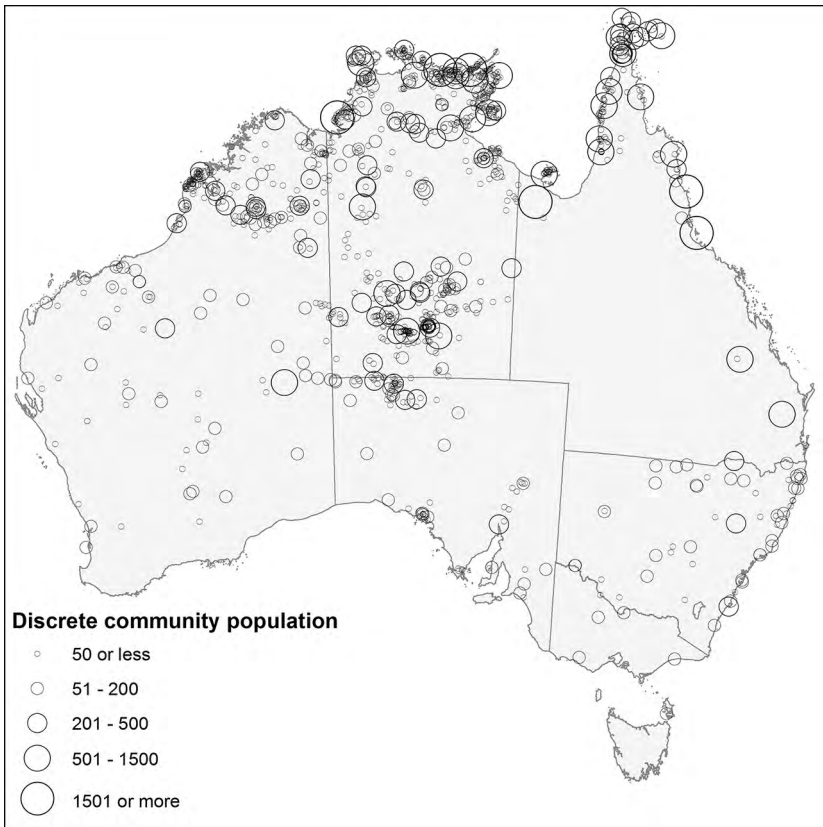 Discrete community population
50 or less
51 - 200
201 - 500
501 - 1500
1501 or more